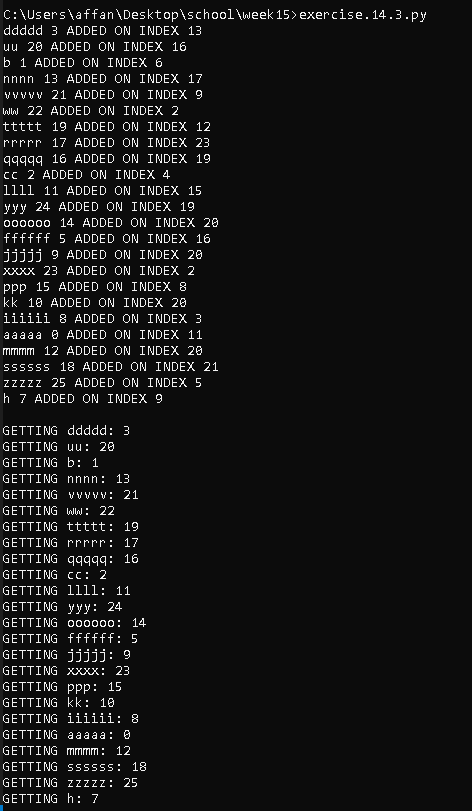 C:\Users\affan\Desktop\school\week15>exercise.14.3.py
ddddd 3 ADDED ON INDEX 13
uu 20 ADDED ON INDEX 16
b 1 ADDED ON INDEX 6
nnnn 13 ADDED ON INDEX 17
vvvvv 21 ADDED ON INDEX 9
ww 22 ADDED ON INDEX 2
ttttt 19 ADDED ON INDEX 12
rrrrr 17 ADDED ON INDEX 23
qqqqq 16 ADDED ON INDEX 19
cc 2 ADDED ON INDEX 4
llll 11 ADDED ON INDEX 15
yyy 24 ADDED ON INDEX 19
oooooo 14 ADDED ON INDEX 20
ffffff 5 ADDED ON INDEX 16
jjjjj 9 ADDED ON INDEX 20
xxxx 23 ADDED ON INDEX 2
ppp 15 ADDED ON INDEX 8
kk 10 ADDED ON INDEX 20
iiiiii 8 ADDED ON INDEX 3
aaaaa 0 ADDED ON INDEX 11
mmmm 12 ADDED ON INDEX 20
ssssss 18 ADDED ON INDEX 21
zzzzz 25 ADDED ON INDEX 5
h 7 ADDED ON INDEX 9
GETTING ddddd: 3
GETTING uu: 20
GETTING b: 1
GETTING nnnn: 13
GETTING vvvvv: 21
GETTING ww: 22
GETTING ttttt: 19
GETTING rrrrr: 17
GETTING qqqqq: 16
GETTING cc: 2
GETTING llll: 11
GETTING yyy: 24
GETTING oooooo: 14
GETTING ffffff: 5
GETTING jjjjj: 9
GETTING xxxx: 23
GETTING ppp: 15
GETTING kk: 10
GETTING iiiiii: 8
GETTING aaaaa: 0
GETTING mmmm: 12
GETTING ssssss: 18
GETTING zzzzz: 25
GETTING h: 7